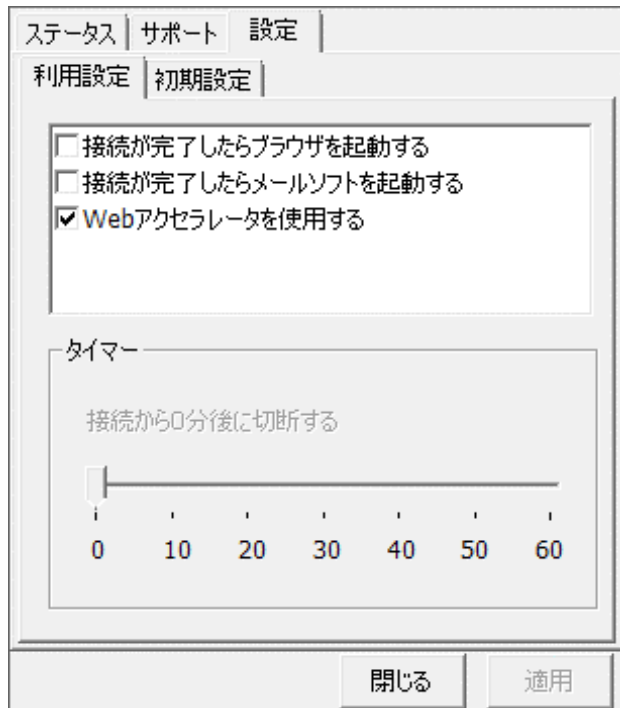 ステータス サポート 設定
利用設定 初期設定
接続が完了したらブラウザを起動する
接続が完了したらメールソフトを起動する
Webアクセラレータを使用する
タイマー
接続から0分後に切断する
0 10 20 30 40 50 60
閉じる 適用